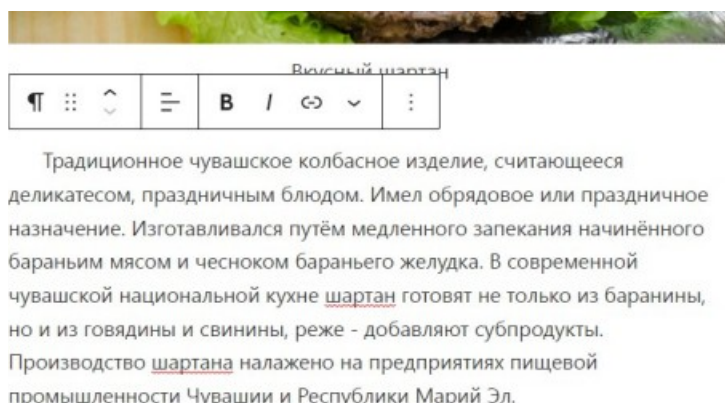 Вкусный шартан
¶ B I
Традиционное чувашское колбасное изделие, считающееся
деликатесом, праздничным блюдом. Имел обрядовое или праздничное
назначение. Изготавливался путём медленного запекания начинённого
бараньим мясом и чесноком бараньего желудка. В современной
чувашской национальной кухне шартан готовят не только из баранины,
но и из говядины и свинины, реже - добавляют субпродукты.
Производство шартана налажено на предприятиях пищевой
промышленности Чувашии и Республики Марий Эл.